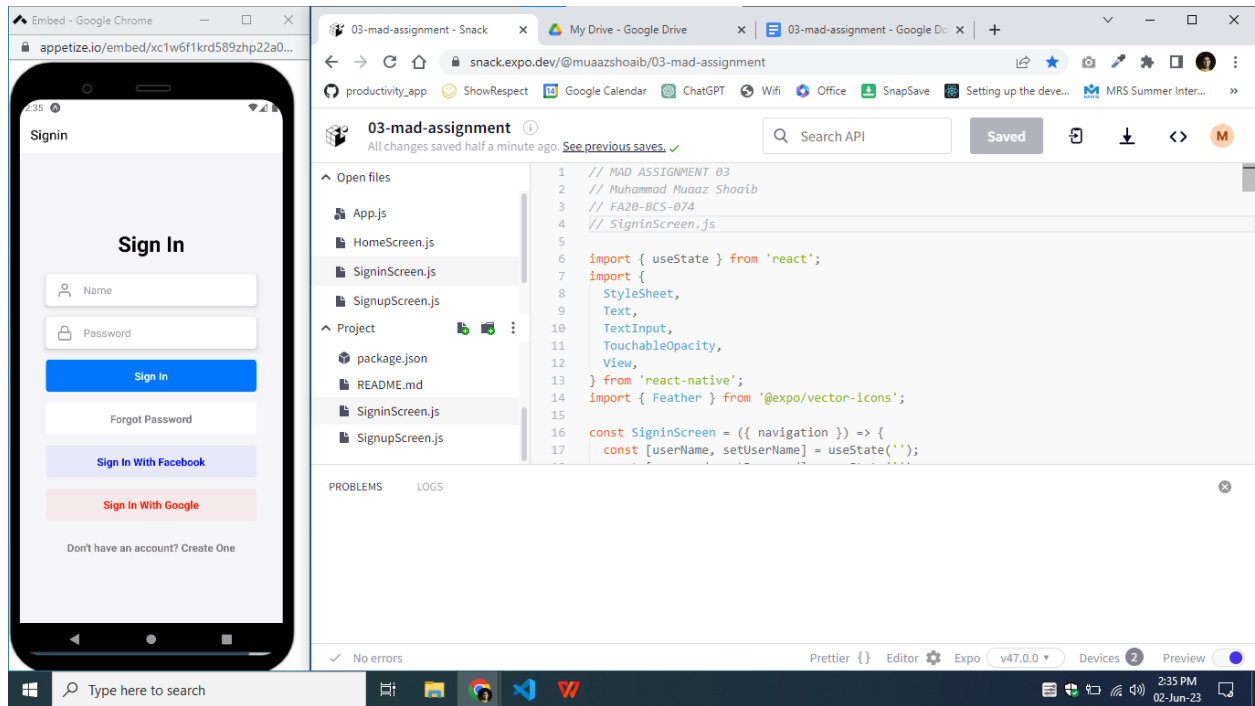 Embed - Google Chrome
appetize.io/embed/xc1w6f1krd589zhp22a0...
2:35
Signin
Sign In
Name
Password
Sign In
Forgot Password
Sign In With Facebook
Sign In With Google
Don't have an account? Create One
03-mad-assignment - Snack
My Drive - Google Drive
03-mad-assignment - Google Do
snack.expo.dev/@muaazshoaib/03-mad-assignment
productivity_app
ShowRespect
14
Google Calendar
ChatGPT
Wifi
Office
SnapSave
Setting up the deve...
MRS
MRS Summer Inter...
»
03-mad-assignment
All changes saved half a minute ago. See previous saves.
Search API
Saved
M
Open files
App.js
HomeScreen.js
SigninScreen.js
SignupScreen.js
Project
package.json
README.md
SigninScreen.js
SignupScreen.js
1 // MAD ASSIGNMENT 03
2 // Muhammad Muaaz Shoaib
3 // FA20-BCS-074
4 // SigninScreen.js
5
6 import { useState } from 'react';
7 import {
8 StyleSheet,
9 Text,
10 TextInput,
11 TouchableOpacity,
12 View,
13 } from 'react-native';
14 import { Feather } from '@expo/vector-icons';
15
16 const SigninScreen = ({ navigation }) => {
17 const [userName, setUserName] = useState('');
PROBLEMS
LOGS
No errors
Prettier { }
Editor
Expo
v47.0.0
Devices 2
Preview
Type here to search
2:35 PM
02-Jun-23